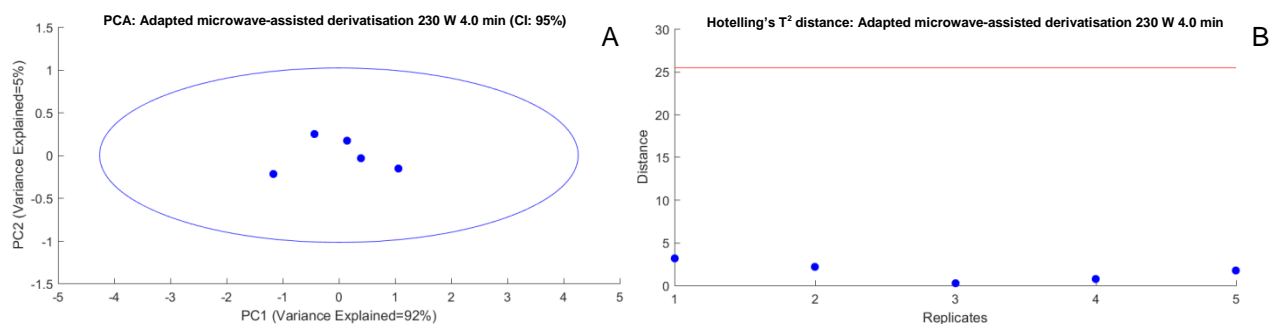 PCA: Adapted microwave-assisted derivatisation 230 W 4.0 min (CI: 95%)
A
1.5
1
0.5
0
-0.5
-1
-1.5
PC2 (Variance Explained=5%)
-5 -4 -3 -2 -1 0 1 2 3 4 5
PC1 (Variance Explained=92%)
Hotelling's T² distance: Adapted microwave-assisted derivatisation 230 W 4.0 min
B
30
25
20
15
10
5
0
Distance
1 2 3 4 5
Replicates